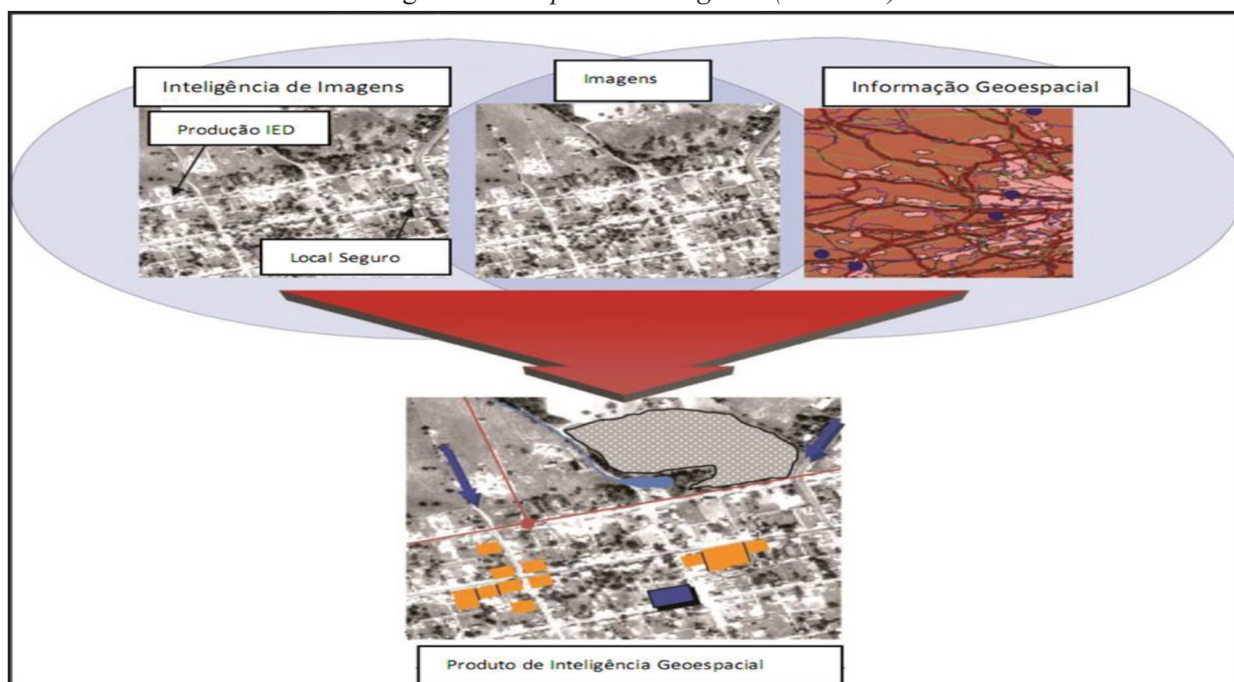 Inteligência de Imagens
Imagens
Informação Geoespacial
Produção IED
Local Seguro
Produto de Inteligência Geoespacial